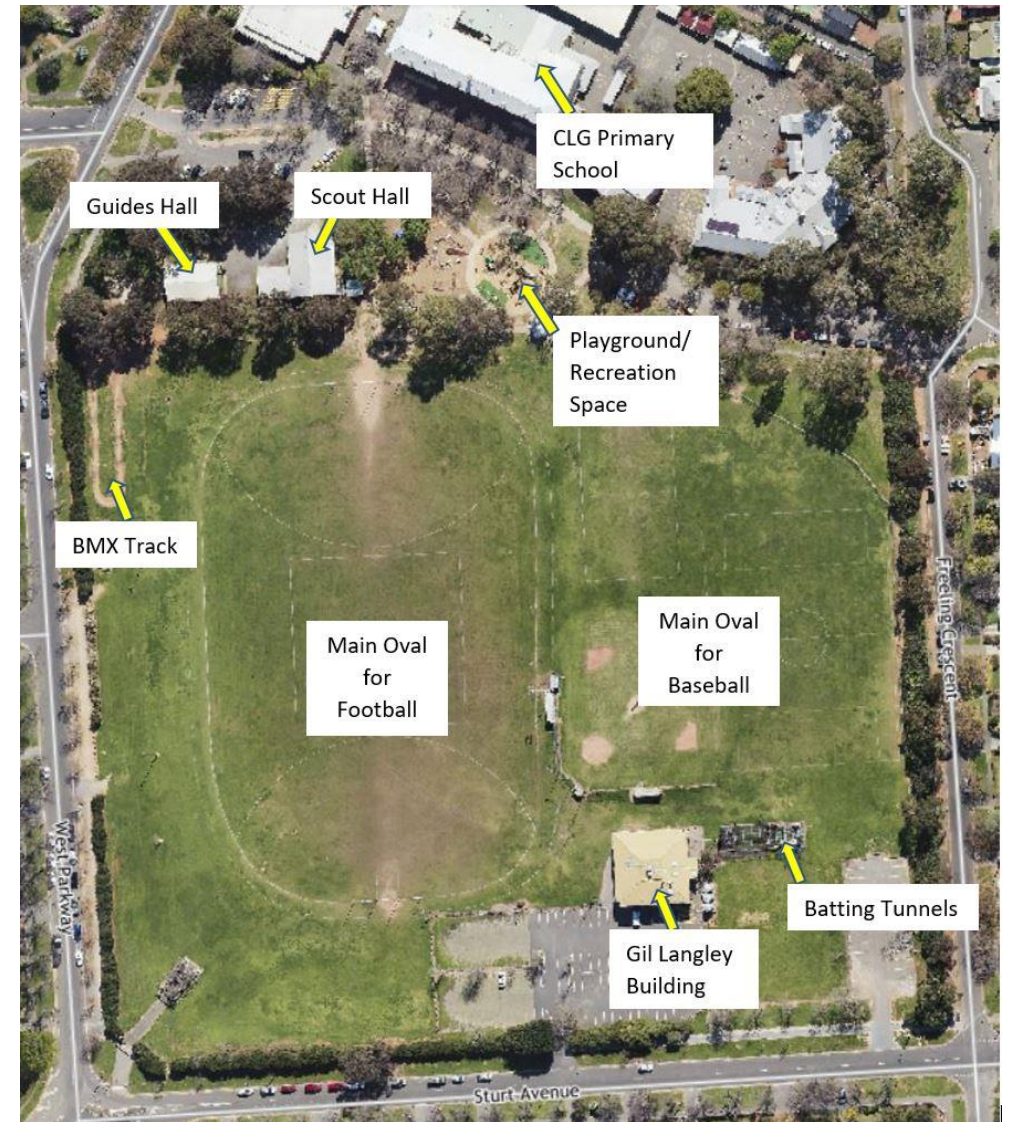 CLG Primary
School
Scout Hall
Guides Hall
Playground/
Recreation
Space
BMX Track
Main Oval
for
Football
Main Oval
for
Baseball
Freeling Crescent
West Parkway
Batting Tunnels
Gil Langley
Building
Sturt Avenue